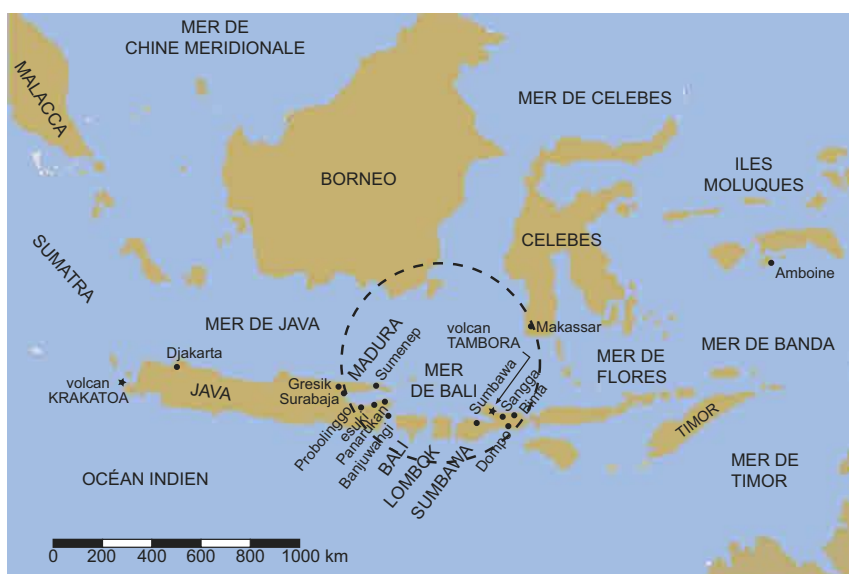 MER DE
CHINE MERIDIONALE
MALACCA
MER DE CELEBES
BORNEO
ILES
MOLUQUES
SUMATRA
CELEBES
Amboine
MER DE JAVA
MADURA
volcan
TAMBORA
Makassar
Djakarta
Sumenep
MER DE BANDA
MER DE
FLORES
MER
DE BALI
volcan
KRAKATOA
JAVA
Gresik
Surabaja
Sumbawa
Sangga
Bima
Probolinggo
esuki
Panarukan
Banjuwangi
BALI
LOMBOK
SUMBAWA
Dompo
TIMOR
OCÉAN INDIEN
MER DE
TIMOR
0 200 400 600 800 1000 km